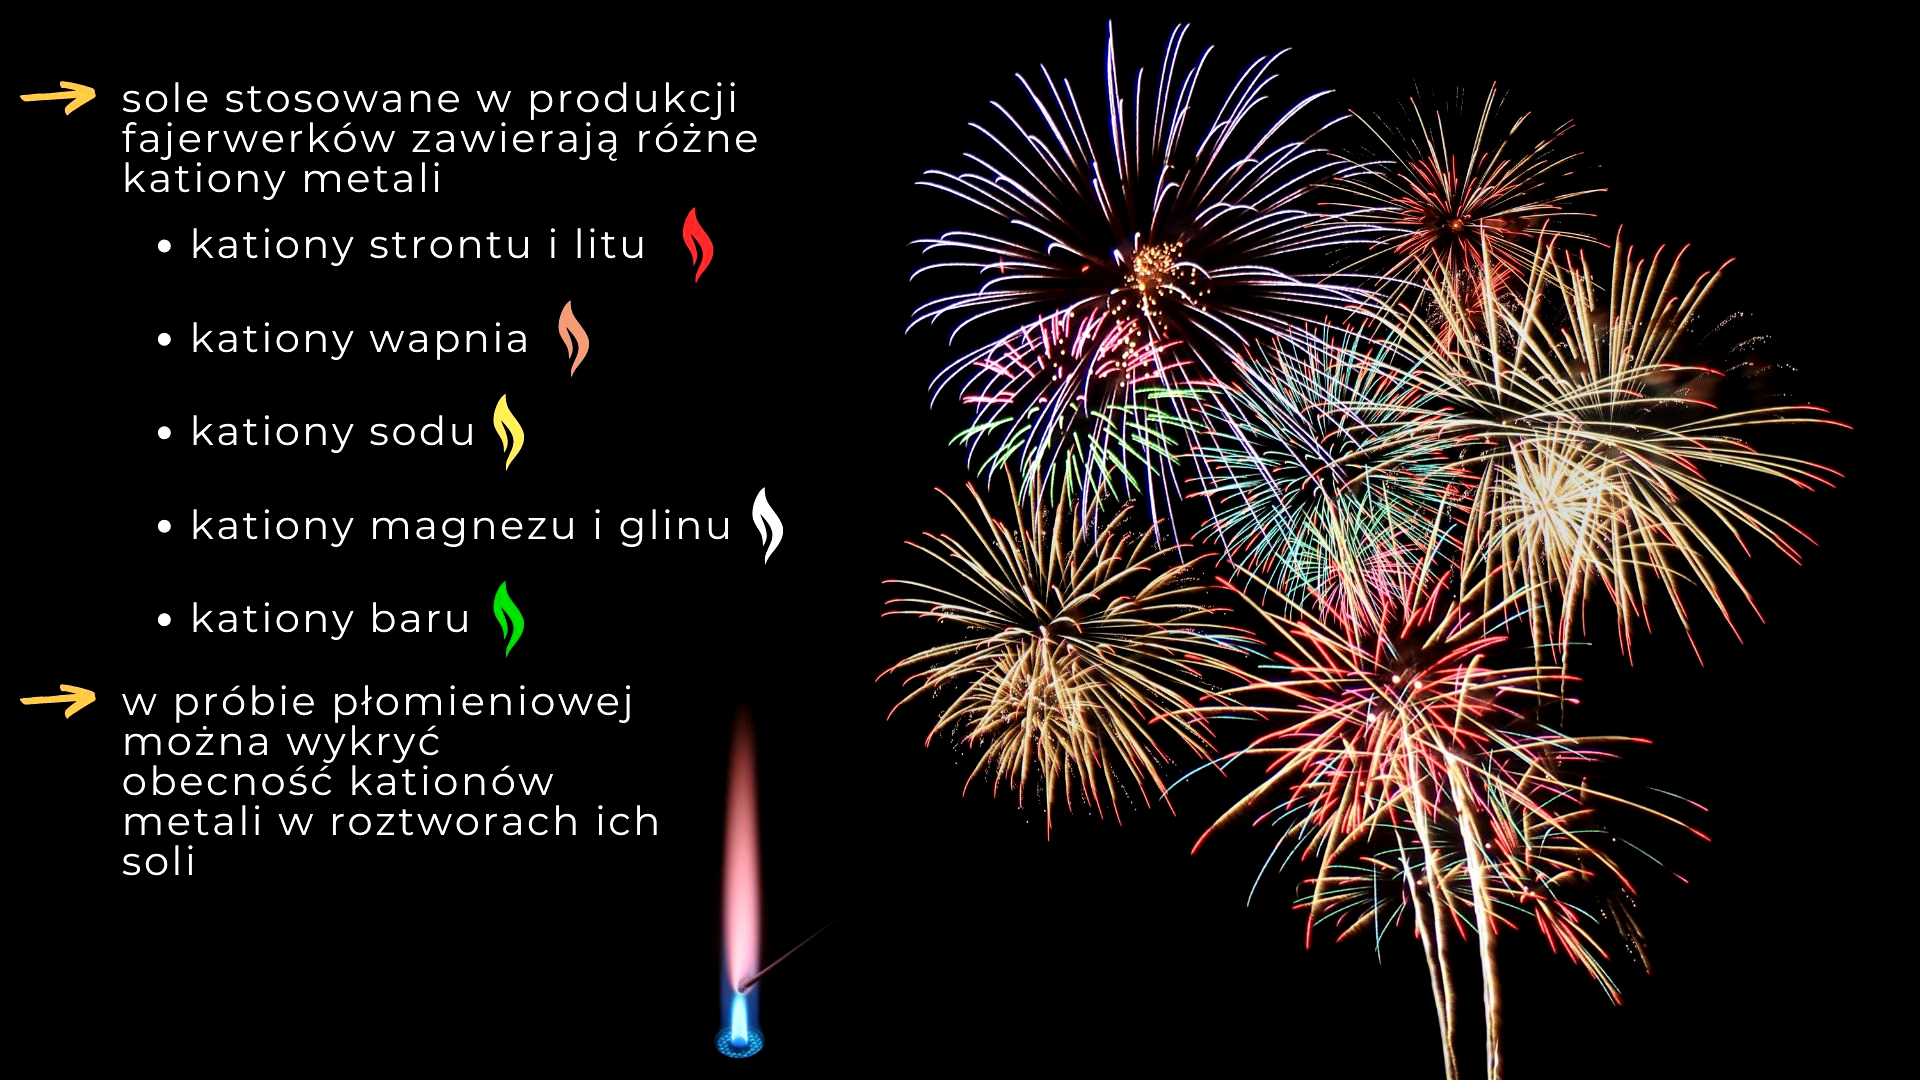 sole stosowane w produkcji
fajerwerków zawierają różne
kationy metali
• kationy strontu i litu
• kationy wapnia
• kationy sodu
• kationy magnezu i glinu
• kationy baru
w próbie płomieniowej
można wykryć
obecność kationów
metali w roztworach ich
soli